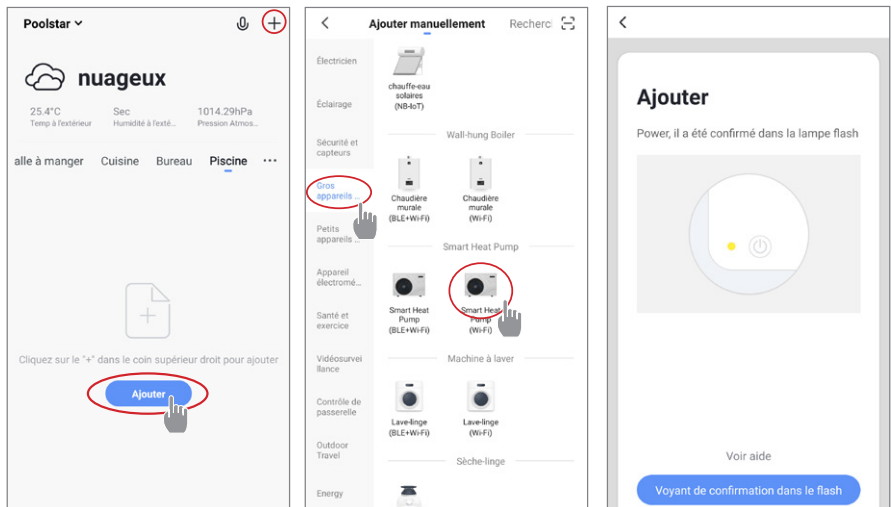 Poolstar
nuageux
25.4°C Sec 1014.29hPa
Temp à l'extérieur Humidité à l'exté... Pression Atmos...
alle à manger Cuisine Bureau Piscine ...
Cliquez sur le "+" dans le coin supérieur droit pour ajouter
Ajouter
Ajouter manuellement Recherc
Électricien
Éclairage
Sécurité et
capteurs
Gros
appareils ...
Petits
appareils ...
Appareil
électromé...
Santé et
exercice
Vidéosurvei
llance
Contrôle de
passerelle
Outdoor
Travel
Energy
chauffe-eau
solaires
(NB-IoT)
Wall-hung Boiler
Chaudière
murale
(BLE+Wi-Fi)
Chaudière
murale
(Wi-Fi)
Smart Heat Pump
Smart Heat
Pump
(BLE+Wi-Fi)
Smart Heat
Pump
(Wi-Fi)
Machine à laver
Lave-linge
(BLE+Wi-Fi)
Lave-linge
(Wi-Fi)
Sèche-linge
Ajouter
Power, il a été confirmé dans la lampe flash
Voir aide
Voyant de confirmation dans le flash